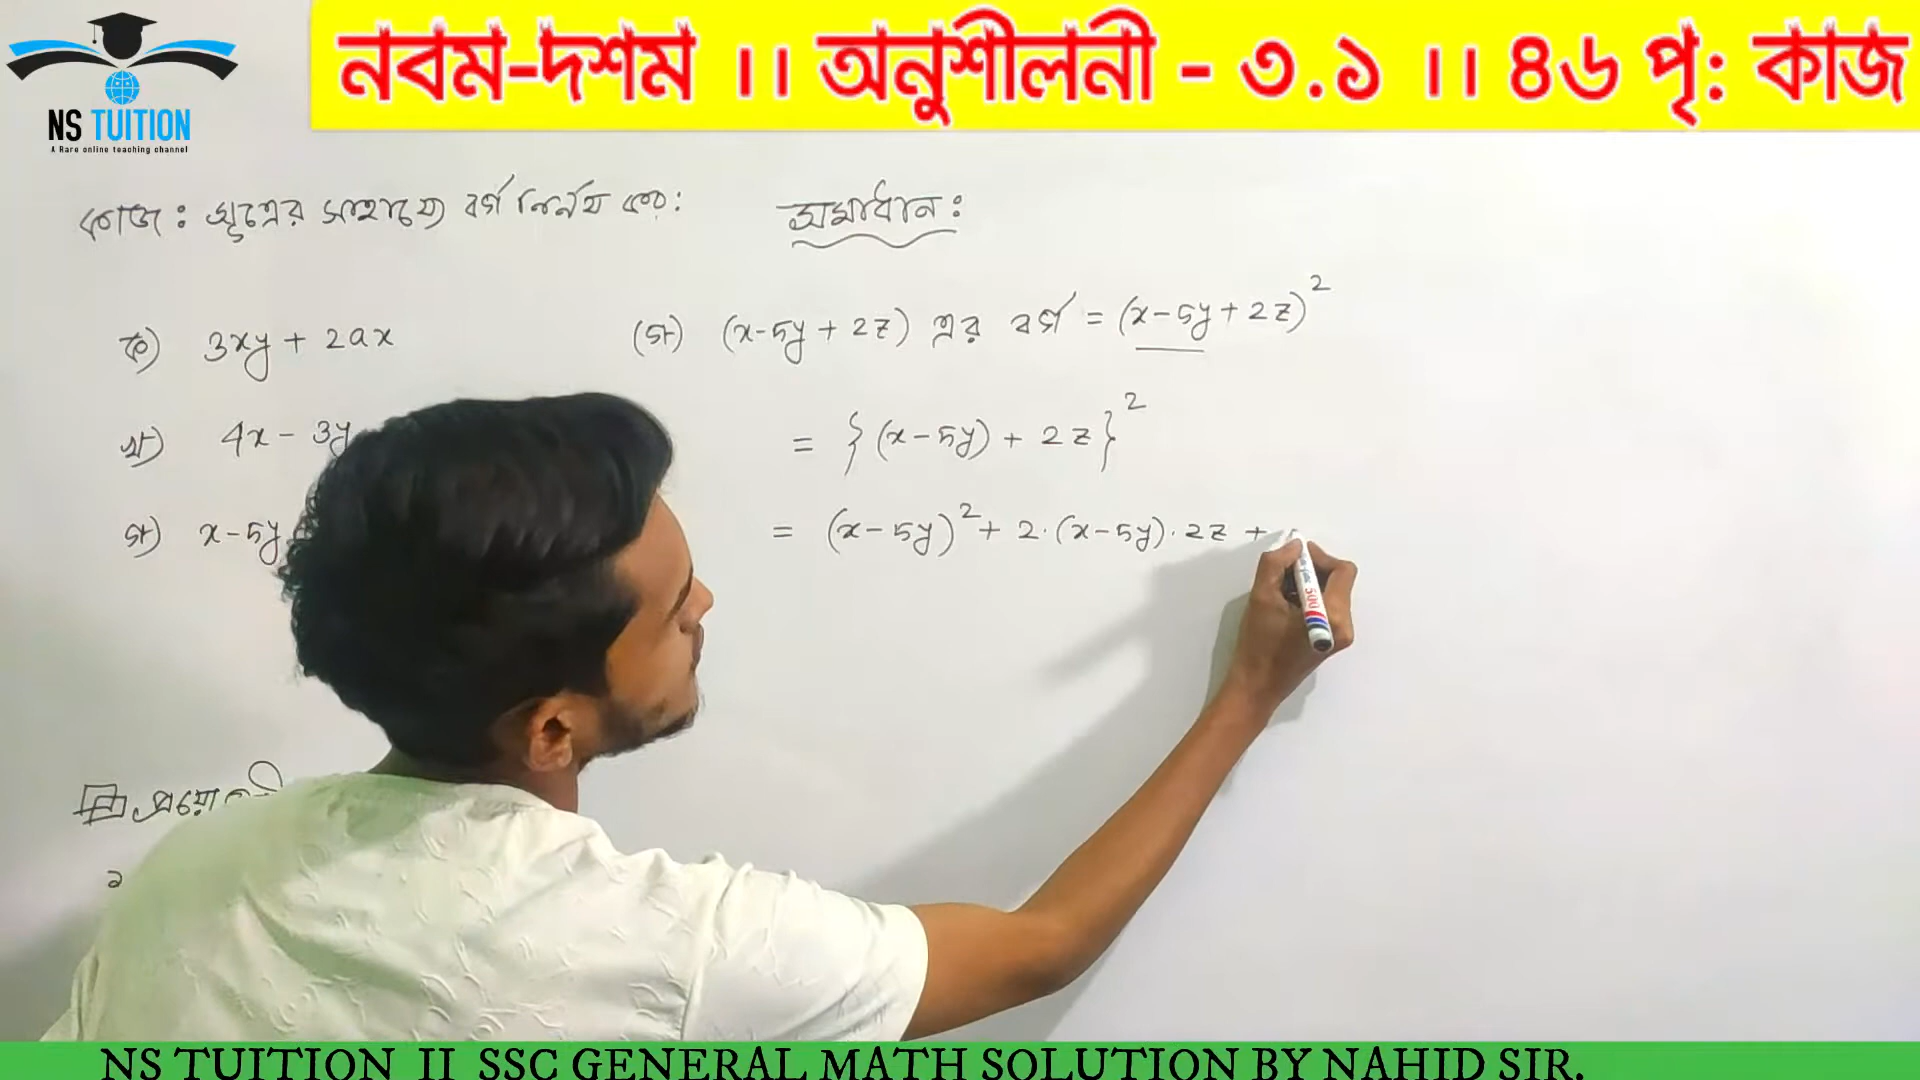 নবম-দশম ।। অনুশীলনী - ৩.১ ।। ৪৬ পৃ: কাজ
NS TUITION
A Rare online teaching channel
কাজ : সূত্রের সাহায্যে বর্গ নির্নয় কর :
সমাধান :
ক) 3xy + 2ax
(গ) (x-5y + 2z) এর বর্গ = (x-5y+2z)²
খ) 4x - 3y
= {(x-5y) + 2z}²
গ) x-5y
= (x-5y)² + 2·(x-5y)·2z +
২
NS TUITION II SSC GENERAL MATH SOLUTION BY NAHID SIR.